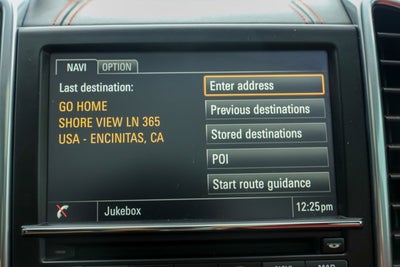 NAVI OPTION
Last destination:
GO HOME
SHORE VIEW LN 365
USA - ENCINITAS, CA
Enter address
Previous destinations
Stored destinations
POI
Start route guidance
Jukebox 12:25pm